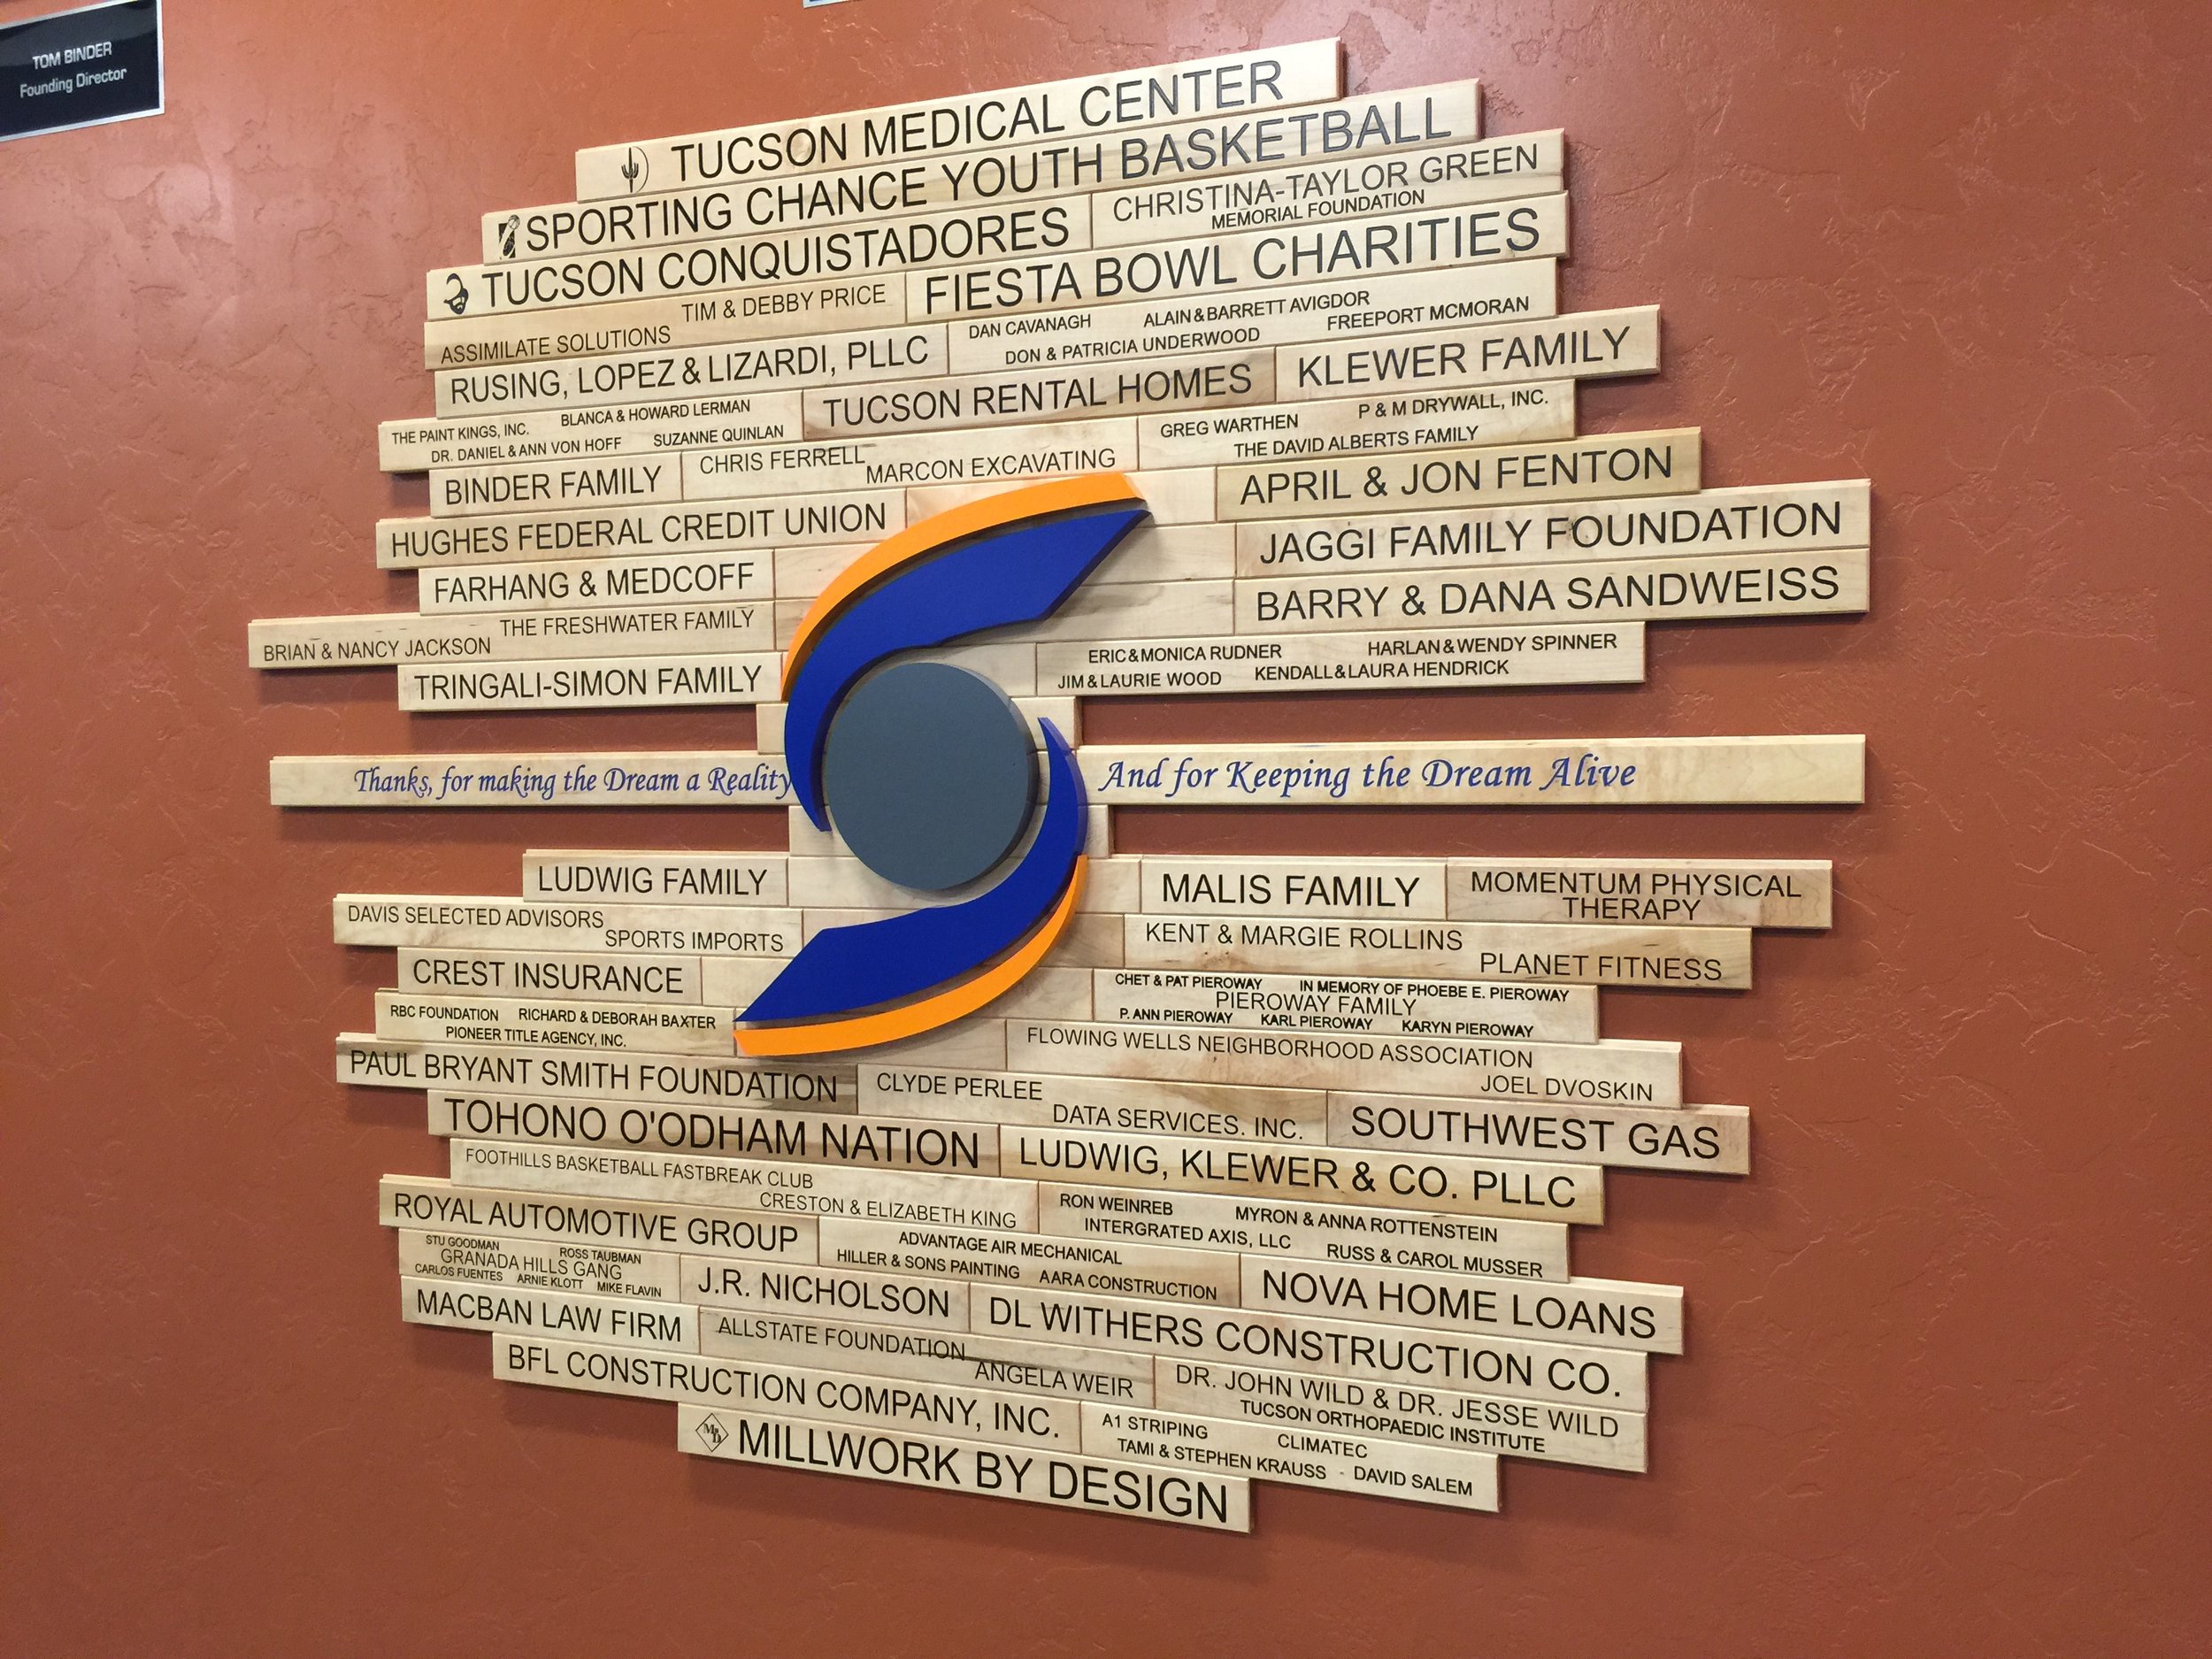 TOM BINDER
Founding Director
TUCSON MEDICAL CENTER
SPORTING CHANCE YOUTH BASKETBALL
TUCSON CONQUISTADORES
CHRISTINA-TAYLOR GREEN
MEMORIAL FOUNDATION
ASSIMILATE SOLUTIONS
TIM & DEBBY PRICE
FIESTA BOWL CHARITIES
RUSING, LOPEZ & LIZARDI, PLLC
DAN CAVANAGH
ALAIN & BARRETT AVIGDOR
DON & PATRICIA UNDERWOOD
FREEPORT MCMORAN
THE PAINT KINGS, INC.
BLANCA & HOWARD LERMAN
DR. DANIEL & ANN VON HOFF
SUZANNE QUINLAN
TUCSON RENTAL HOMES
KLEWER FAMILY
BINDER FAMILY
CHRIS FERRELL
MARCON EXCAVATING
GREG WARTHEN
P & M DRYWALL, INC.
THE DAVID ALBERTS FAMILY
HUGHES FEDERAL CREDIT UNION
APRIL & JON FENTON
FARHANG & MEDCOFF
JAGGI FAMILY FOUNDATION
BRIAN & NANCY JACKSON
THE FRESHWATER FAMILY
BARRY & DANA SANDWEISS
TRINGALI-SIMON FAMILY
ERIC & MONICA RUDNER
HARLAN & WENDY SPINNER
JIM & LAURIE WOOD
KENDALL & LAURA HENDRICK
Thanks, for making the Dream a Reality
And for Keeping the Dream Alive
LUDWIG FAMILY
MALIS FAMILY
MOMENTUM PHYSICAL
THERAPY
DAVIS SELECTED ADVISORS
SPORTS IMPORTS
KENT & MARGIE ROLLINS
PLANET FITNESS
CREST INSURANCE
CHET & PAT PIEROWAY
IN MEMORY OF PHOEBE E. PIEROWAY
PIEROWAY FAMILY
P. ANN PIEROWAY
KARL PIEROWAY
KARYN PIEROWAY
RBC FOUNDATION
RICHARD & DEBORAH BAXTER
PIONEER TITLE AGENCY, INC.
FLOWING WELLS NEIGHBORHOOD ASSOCIATION
JOEL DVOSKIN
PAUL BRYANT SMITH FOUNDATION
CLYDE PERLEE
DATA SERVICES. INC.
SOUTHWEST GAS
TOHONO O'ODHAM NATION
LUDWIG, KLEWER & CO. PLLC
FOOTHILLS BASKETBALL FASTBREAK CLUB
CRESTON & ELIZABETH KING
RON WEINREB
MYRON & ANNA ROTTENSTEIN
INTERGRATED AXIS, LLC
RUSS & CAROL MUSSER
ROYAL AUTOMOTIVE GROUP
ADVANTAGE AIR MECHANICAL
HILLER & SONS PAINTING
AARA CONSTRUCTION
NOVA HOME LOANS
STU GOODMAN
ROSS TAUBMAN
GRANADA HILLS GANG
CARLOS FUENTES
ARNIE KLOTT
MIKE FLAVIN
J.R. NICHOLSON
DL WITHERS CONSTRUCTION CO.
MACBAN LAW FIRM
ALLSTATE FOUNDATION
ANGELA WEIR
DR. JOHN WILD & DR. JESSE WILD
TUCSON ORTHOPAEDIC INSTITUTE
BFL CONSTRUCTION COMPANY, INC.
A1 STRIPING
CLIMATEC
TAMI & STEPHEN KRAUSS - DAVID SALEM
MILLWORK BY DESIGN